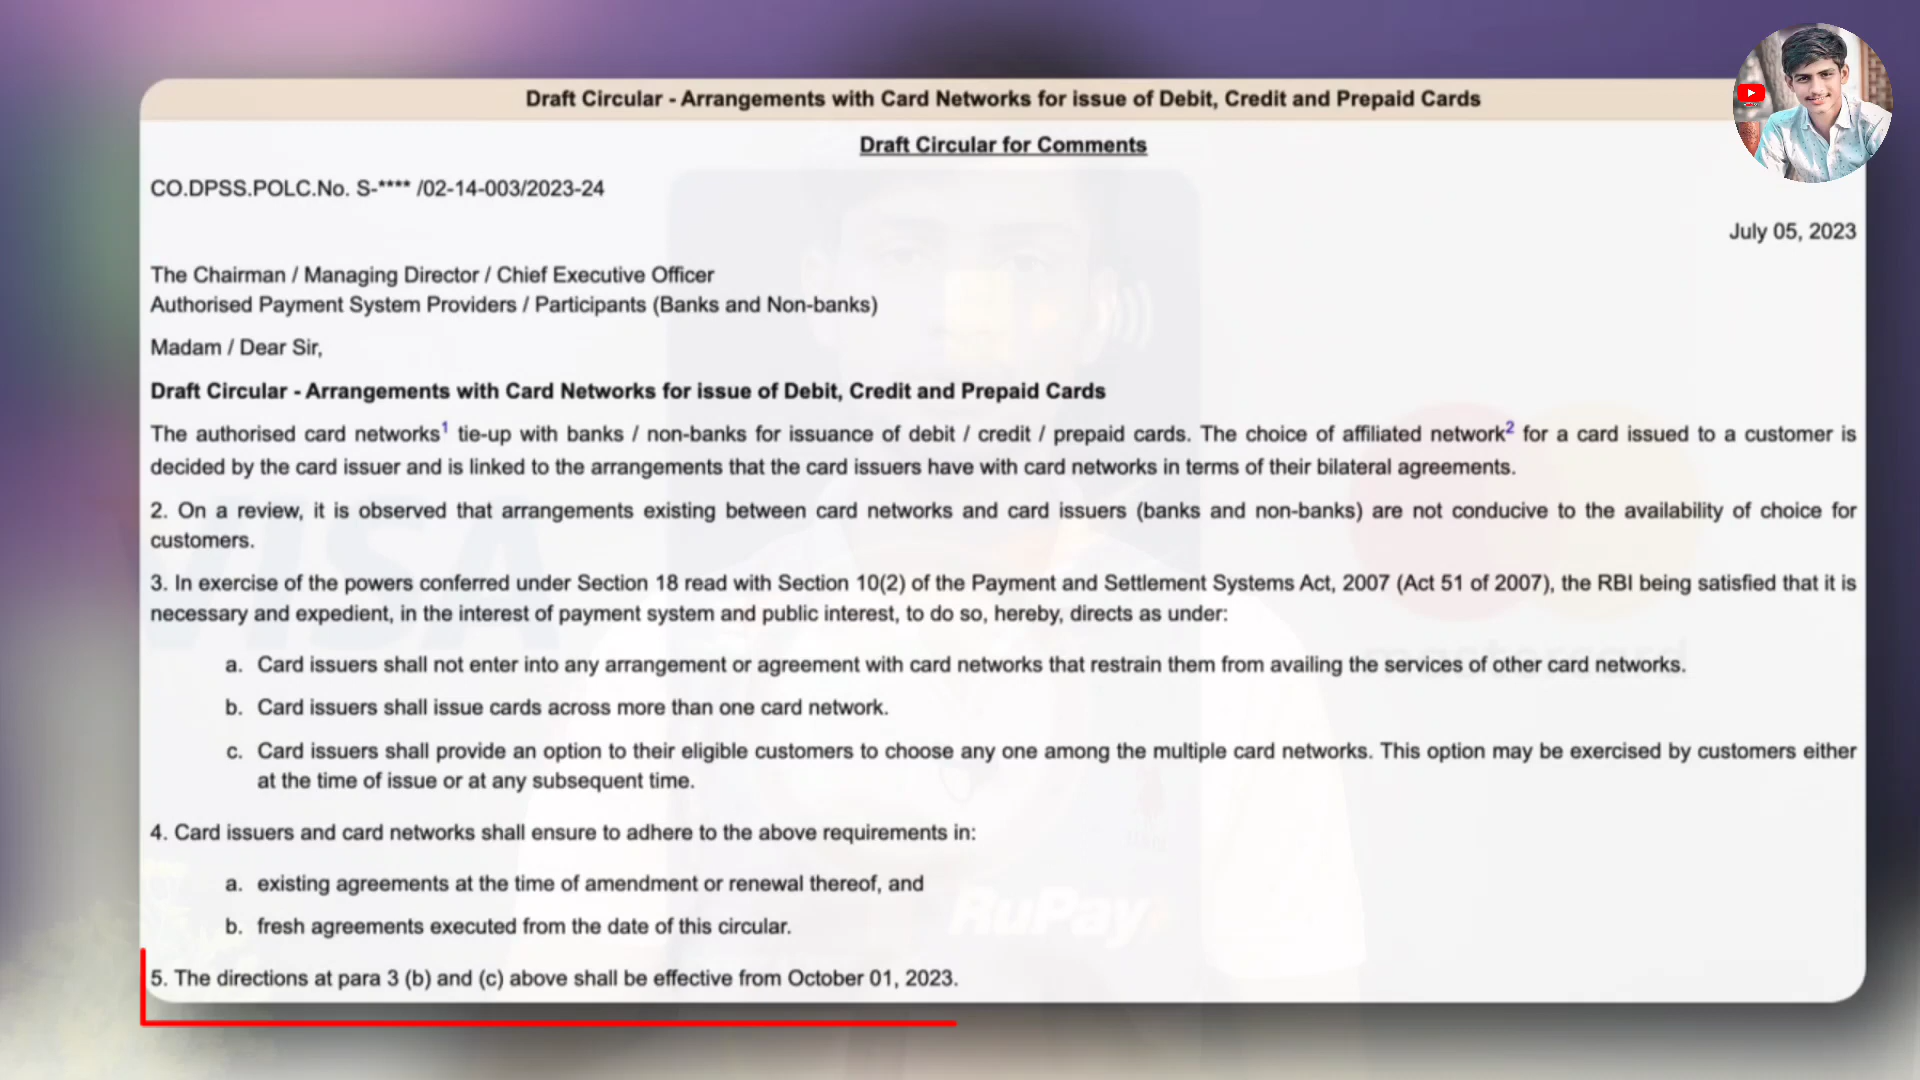 Draft Circular - Arrangements with Card Networks for issue of Debit, Credit and Prepaid Cards
Draft Circular for Comments
CO.DPSS.POLC.No. S-**** /02-14-003/2023-24
July 05, 2023
The Chairman / Managing Director / Chief Executive Officer
Authorised Payment System Providers / Participants (Banks and Non-banks)
Madam / Dear Sir,
Draft Circular - Arrangements with Card Networks for issue of Debit, Credit and Prepaid Cards
The authorised card networks1 tie-up with banks / non-banks for issuance of debit / credit / prepaid cards. The choice of affiliated network2 for a card issued to a customer is
decided by the card issuer and is linked to the arrangements that the card issuers have with card networks in terms of their bilateral agreements.
2. On a review, it is observed that arrangements existing between card networks and card issuers (banks and non-banks) are not conducive to the availability of choice for
customers.
3. In exercise of the powers conferred under Section 18 read with Section 10(2) of the Payment and Settlement Systems Act, 2007 (Act 51 of 2007), the RBI being satisfied that it is
necessary and expedient, in the interest of payment system and public interest, to do so, hereby, directs as under:
a. Card issuers shall not enter into any arrangement or agreement with card networks that restrain them from availing the services of other card networks.
b. Card issuers shall issue cards across more than one card network.
c. Card issuers shall provide an option to their eligible customers to choose any one among the multiple card networks. This option may be exercised by customers either
at the time of issue or at any subsequent time.
4. Card issuers and card networks shall ensure to adhere to the above requirements in:
a. existing agreements at the time of amendment or renewal thereof, and
b. fresh agreements executed from the date of this circular.
5. The directions at para 3 (b) and (c) above shall be effective from October 01, 2023.
VISA
mastercard
RuPay